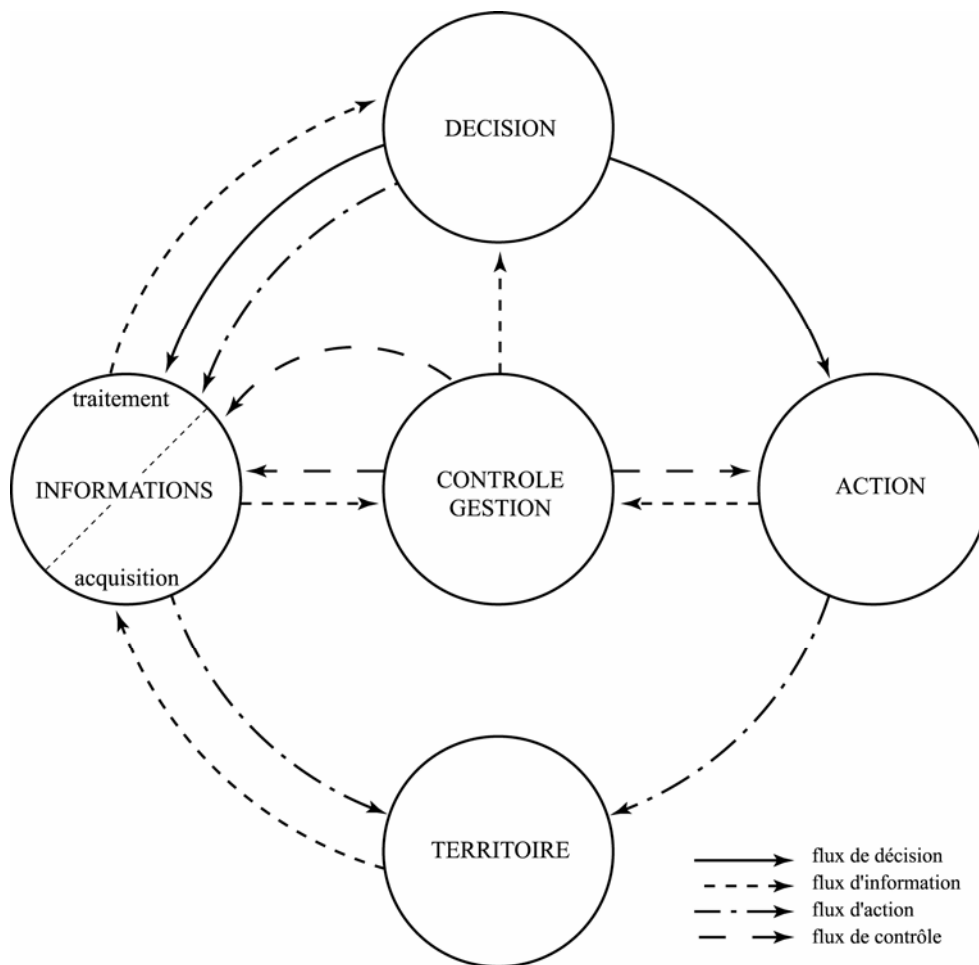 DECISION
traitement
INFORMATIONS
acquisition
CONTROLE
GESTION
ACTION
TERRITOIRE
flux de décision
flux d'information
flux d'action
flux de contrôle